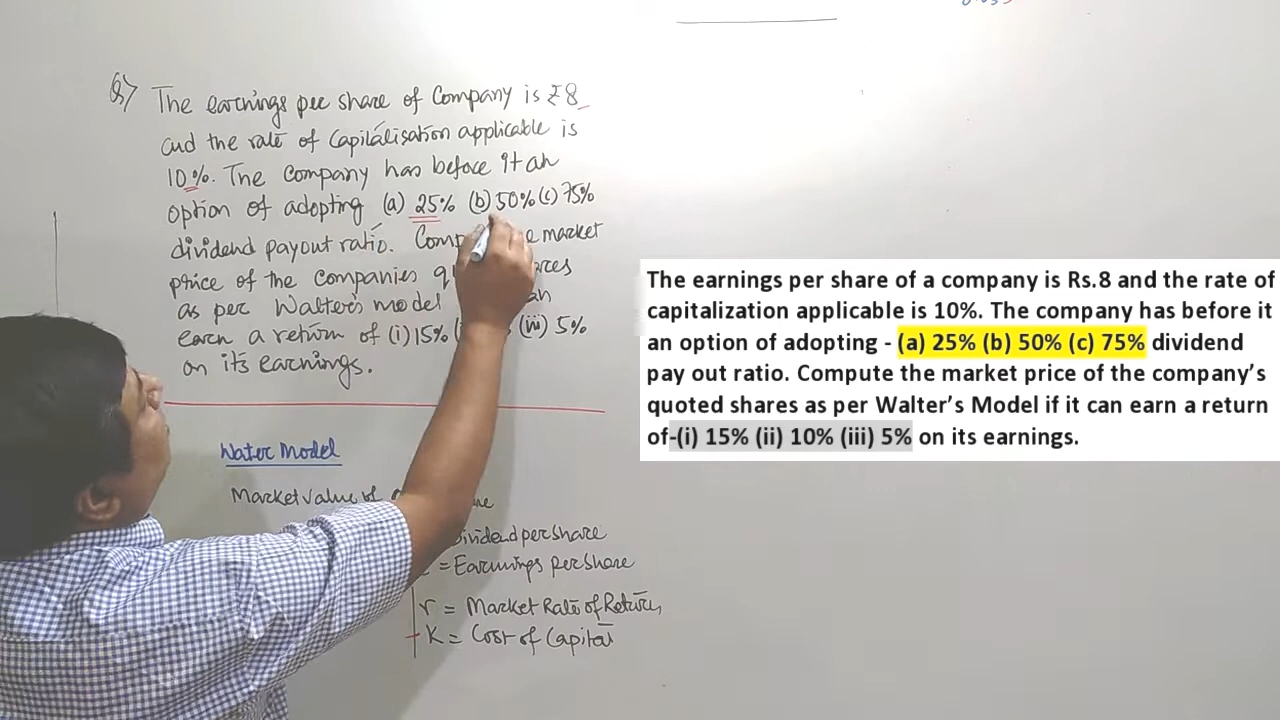 Q) The earnings per share of Company is ₹8
and the rate of Capitalisation applicable is
10%. The Company has before it an
option of adopting (a) 25% (b) 50% (c) 75%
dividend payout ratio. Comp e market
price of the companies q
as per Walter's model
earn a return of (i) 15% (iii) 5%
on its earnings.
Water Model
Market value of
Dividend per share
= Earnings per Share
r = Market Rate of Return
K = Cost of Capital
The earnings per share of a company is Rs.8 and the rate of
capitalization applicable is 10%. The company has before it
an option of adopting - (a) 25% (b) 50% (c) 75% dividend
pay out ratio. Compute the market price of the company’s
quoted shares as per Walter’s Model if it can earn a return
of-(i) 15% (ii) 10% (iii) 5% on its earnings.